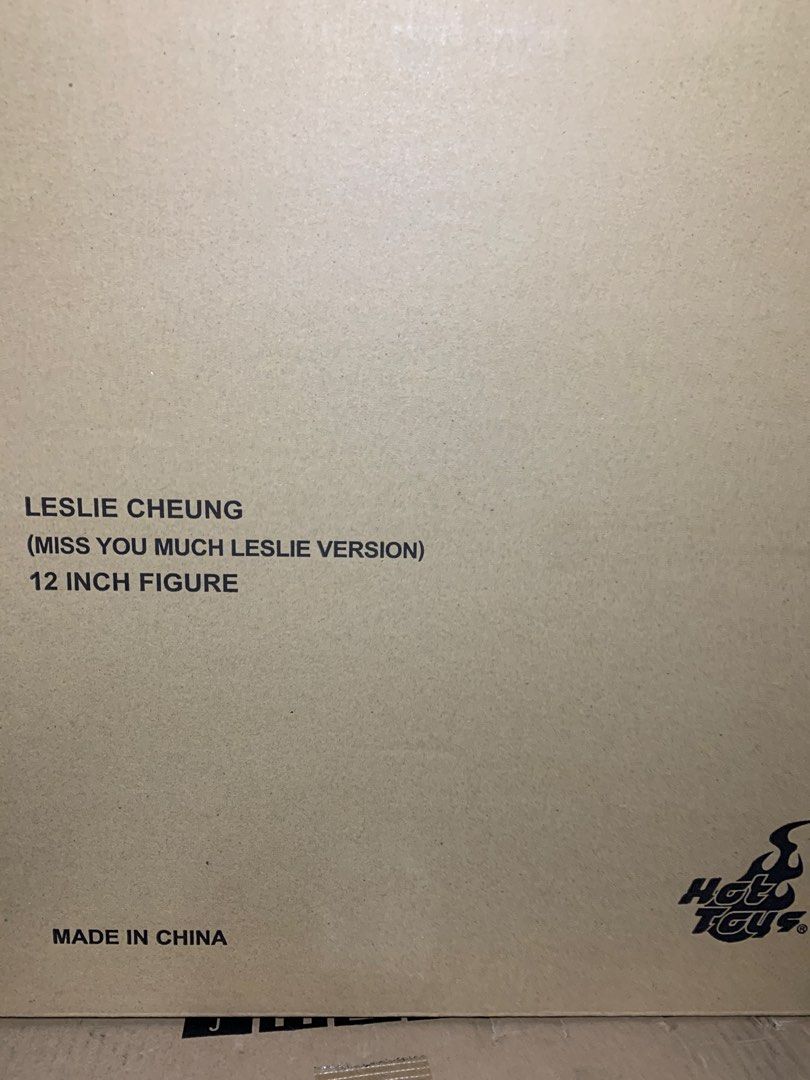 LESLIE CHEUNG
(MISS YOU MUCH LESLIE VERSION)
12 INCH FIGURE
MADE IN CHINA
Hot
Toys®